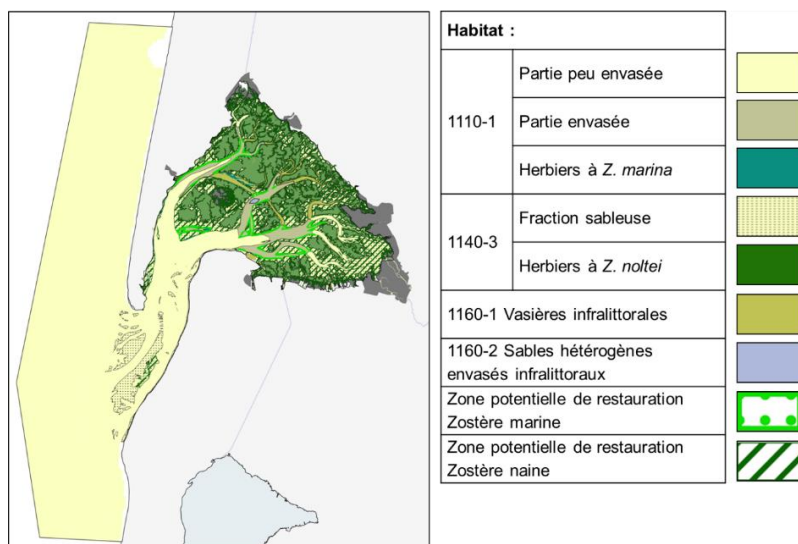 Habitat :
1110-1
Partie peu envasée
Partie envasée
Herbiers à Z. marina
1140-3
Fraction sableuse
Herbiers à Z. noltei
1160-1 Vasières infralittorales
1160-2 Sables hétérogènes
envasés infralittoraux
Zone potentielle de restauration
Zostère marine
Zone potentielle de restauration
Zostère naine